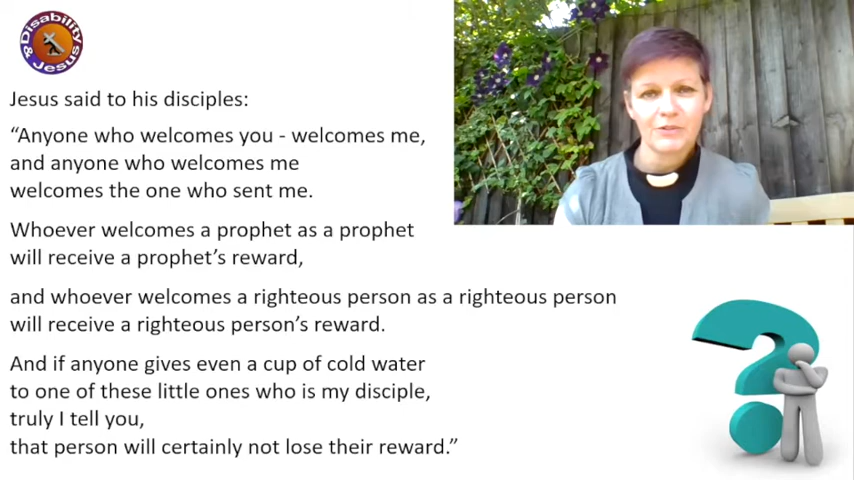 Disability
& Jesus
Jesus said to his disciples:
“Anyone who welcomes you - welcomes me,
and anyone who welcomes me
welcomes the one who sent me.
Whoever welcomes a prophet as a prophet
will receive a prophet’s reward,
and whoever welcomes a righteous person as a righteous person
will receive a righteous person’s reward.
And if anyone gives even a cup of cold water
to one of these little ones who is my disciple,
truly I tell you,
that person will certainly not lose their reward.”